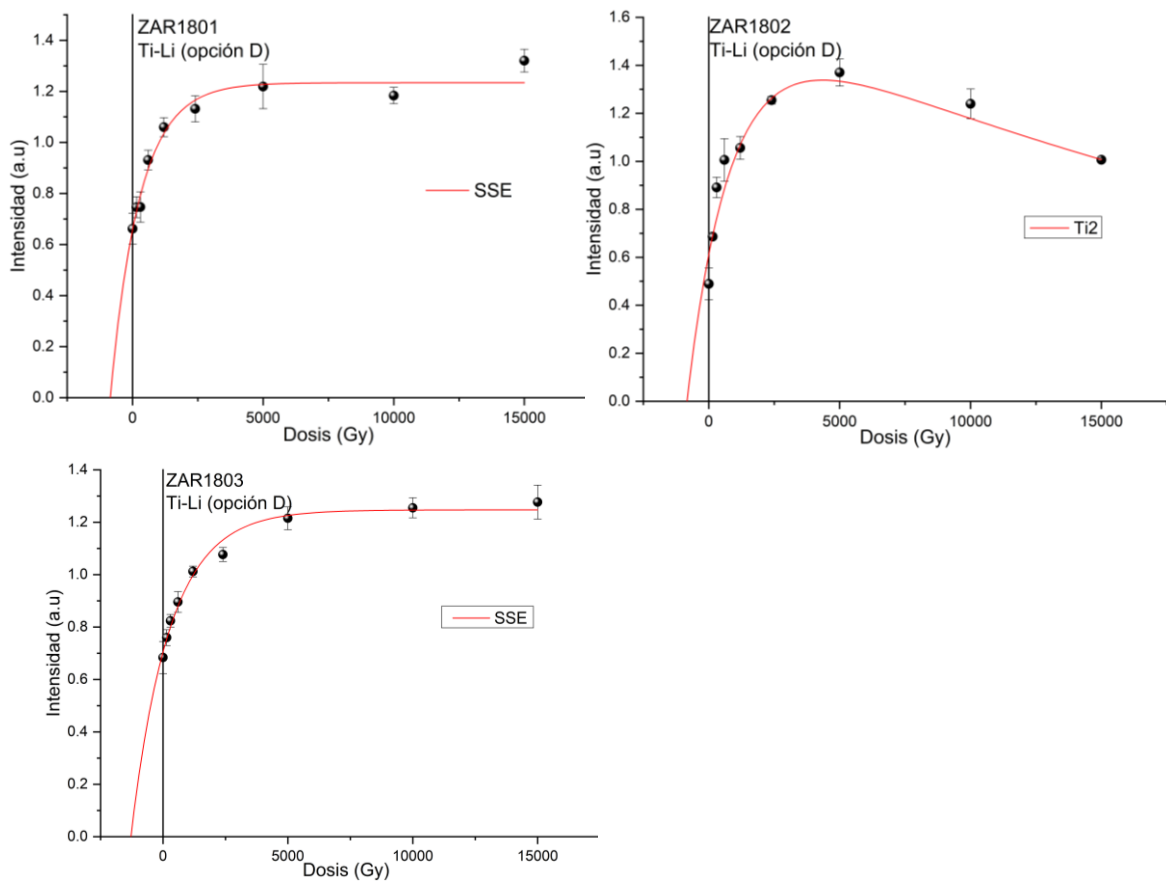 ZAR1801
Ti-Li (opción D)
1.4
1.2
1.0
0.8
0.6
0.4
0.2
0.0
Intensidad (a.u)
SSE
0
5000
10000
15000
Dosis (Gy)
ZAR1802
Ti-Li (opción D)
1.6
1.4
1.2
1.0
0.8
0.6
0.4
0.2
0.0
Intensidad (a.u)
Ti2
0
5000
10000
15000
Dosis (Gy)
ZAR1803
Ti-Li (opción D)
1.4
1.2
1.0
0.8
0.6
0.4
0.2
0.0
Intensidad (a.u)
SSE
0
5000
10000
15000
Dosis (Gy)